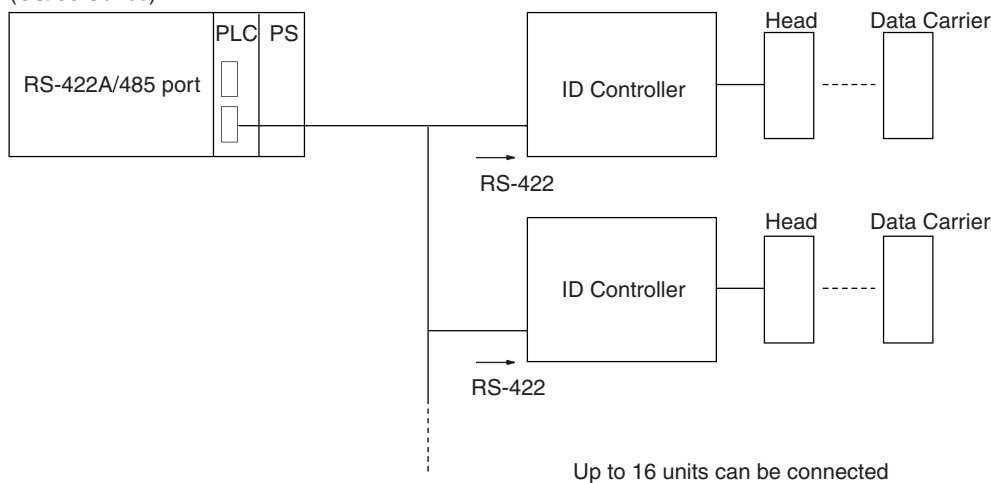 PLC PS
RS-422A/485 port
Head
Data Carrier
ID Controller
RS-422
Head
Data Carrier
ID Controller
RS-422
Up to 16 units can be connected